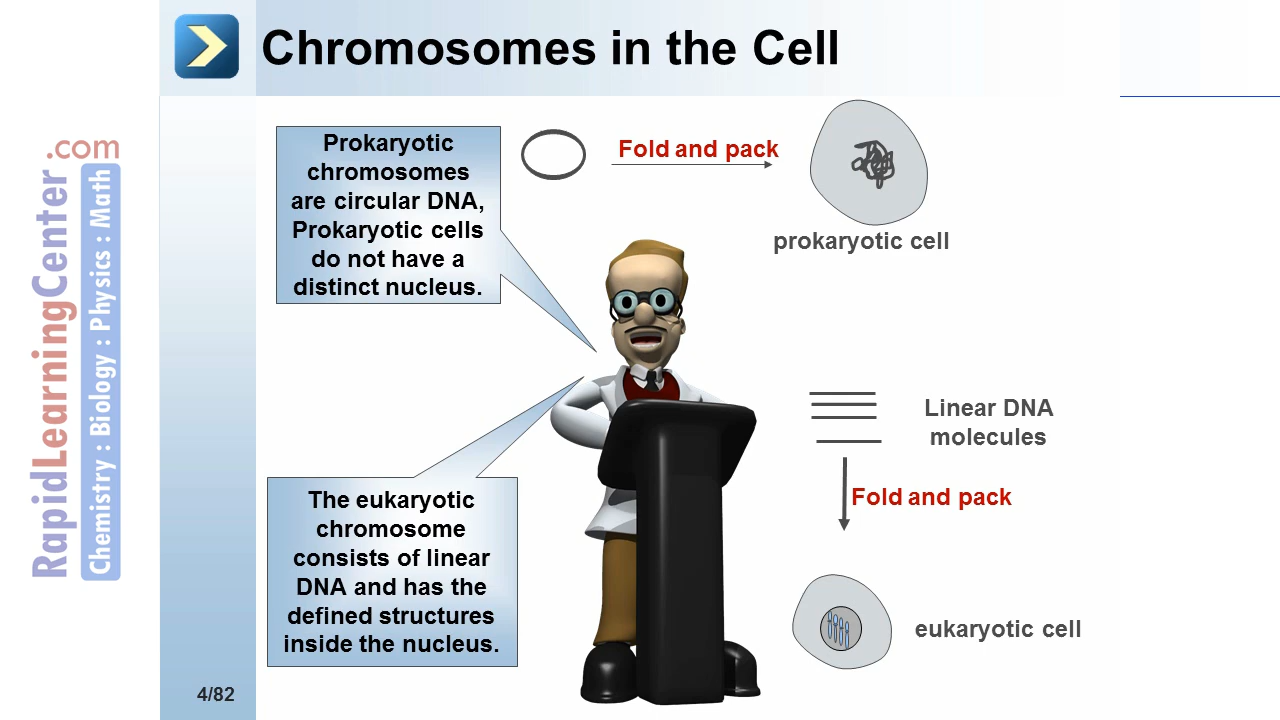 Chromosomes in the Cell
RapidLearningCenter.com
Chemistry : Biology : Physics : Math
Prokaryotic
chromosomes
are circular DNA,
Prokaryotic cells
do not have a
distinct nucleus.
Fold and pack
prokaryotic cell
Linear DNA
molecules
Fold and pack
The eukaryotic
chromosome
consists of linear
DNA and has the
defined structures
inside the nucleus.
eukaryotic cell
4/82